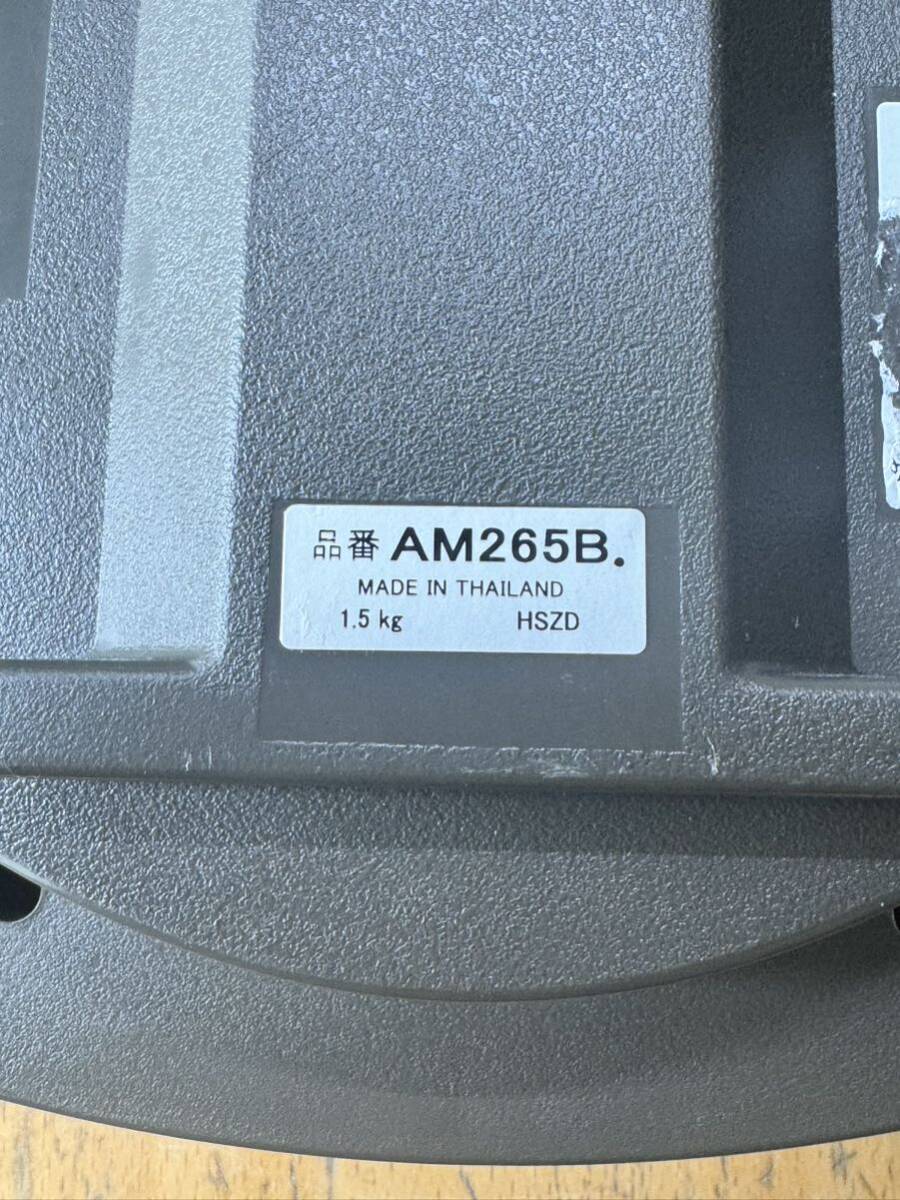 品番 AM265B.
MADE IN THAILAND
1.5 kg HSZD